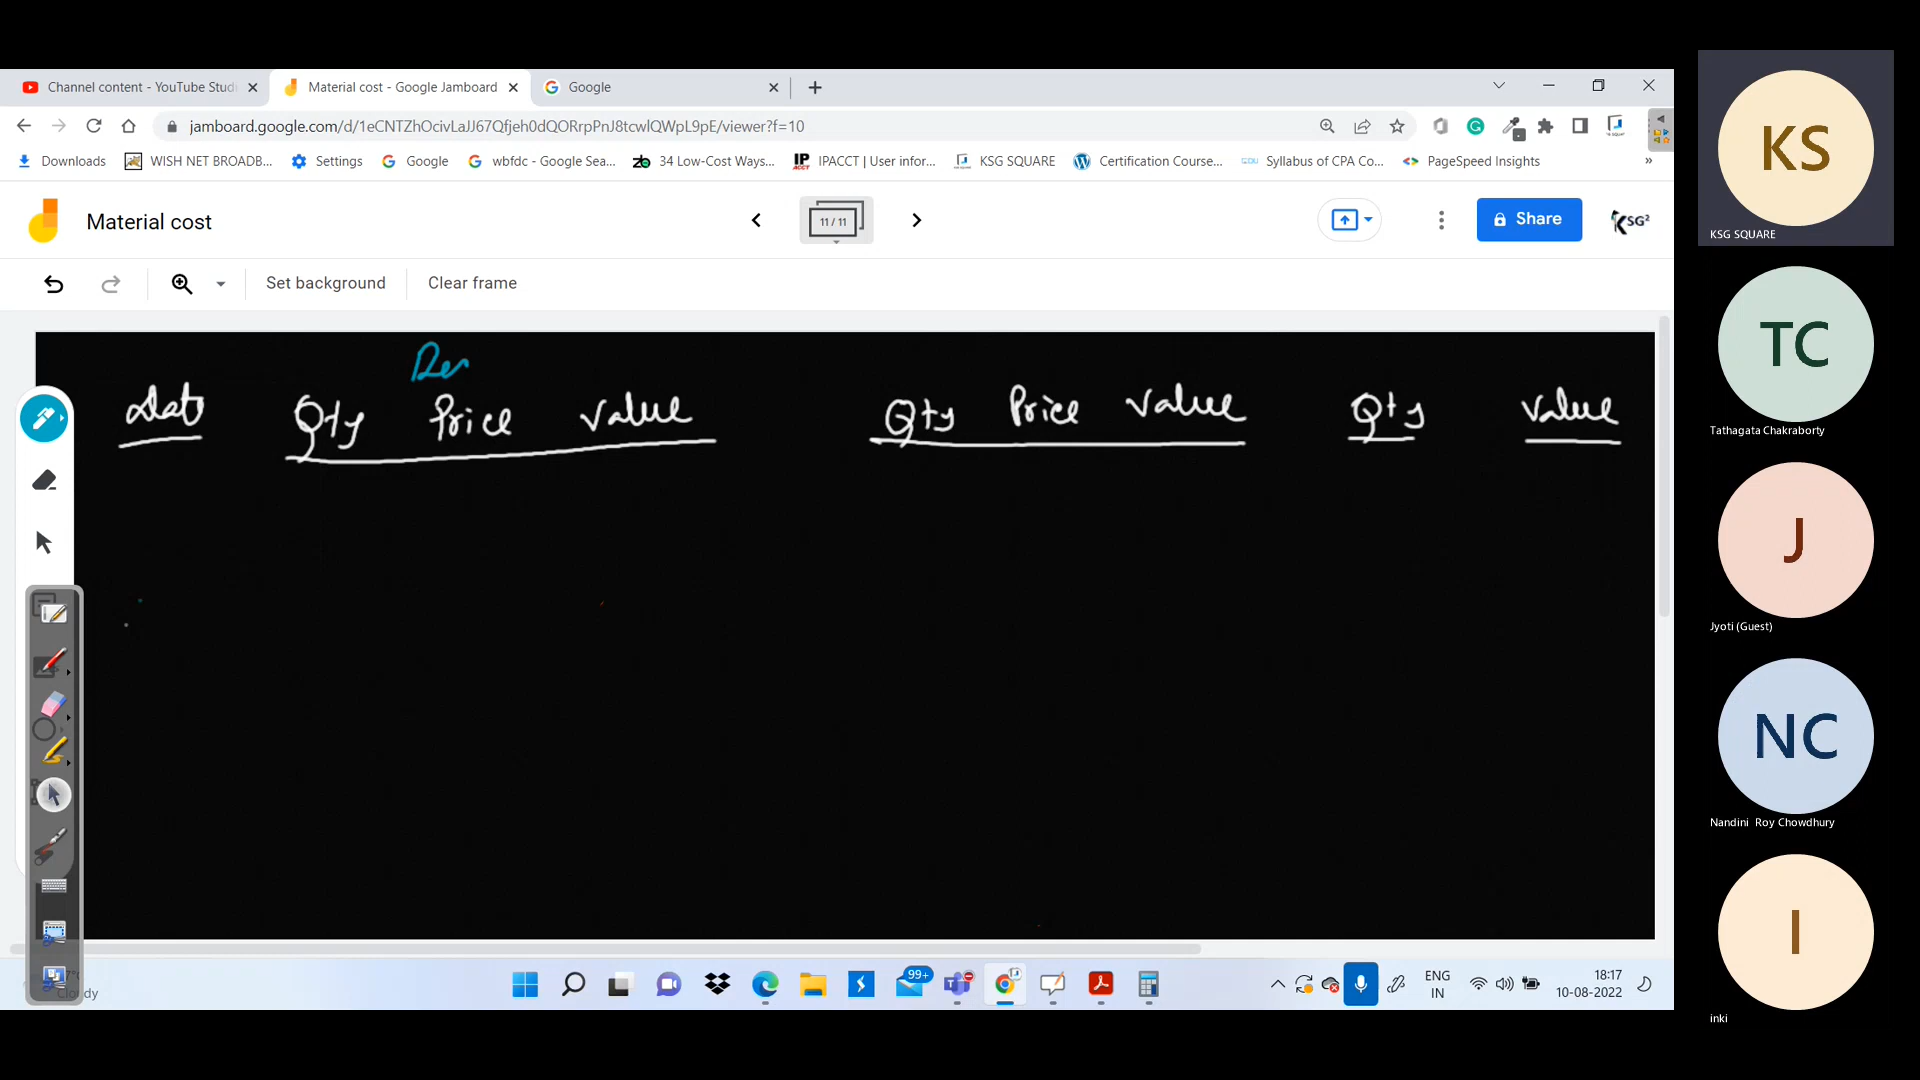 Channel content - YouTube Stud
Material cost - Google Jamboard
Google
jamboard.google.com/d/1eCNTZhOcivLaJJ67Qfjeh0dQORrpPnJ8tcwlQWpL9pE/viewer?f=10
Downloads
WISH NET BROADB...
Settings
Google
wbfdc - Google Sea...
34 Low-Cost Ways...
IPACCT | User infor...
KSG SQUARE
Certification Course...
Syllabus of CPA Co...
PageSpeed Insights
Material cost
11 / 11
Share
KSG²
Set background
Clear frame
Date Qty Price Value Qty Price Value Qty Value
99+
Cloudy
ENG
IN
18:17
10-08-2022
KS
KSG SQUARE
TC
Tathagata Chakraborty
J
Jyoti (Guest)
NC
Nandini Roy Chowdhury
I
inki